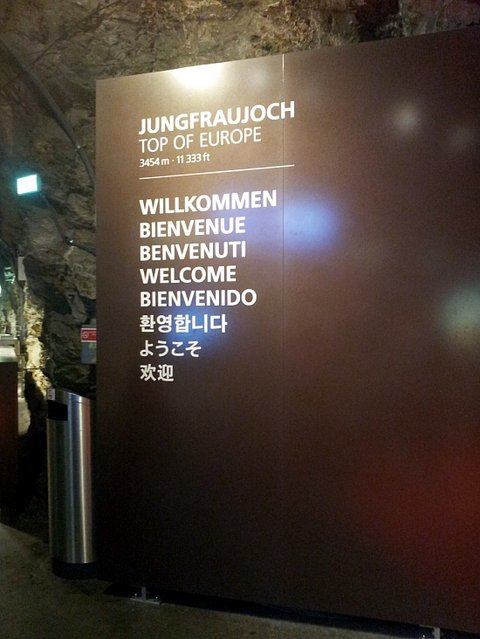 JUNGFRAUJOCH
TOP OF EUROPE
3454 m · 11 333 ft
WILLKOMMEN
BIENVENUE
BENVENUTI
WELCOME
BIENVENIDO
환영합니다
ようこそ
欢迎